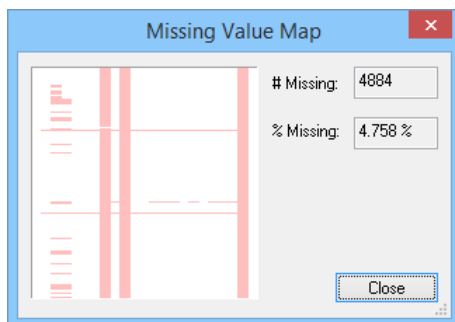 Missing Value Map
# Missing: 4884
% Missing: 4.758 %
Close